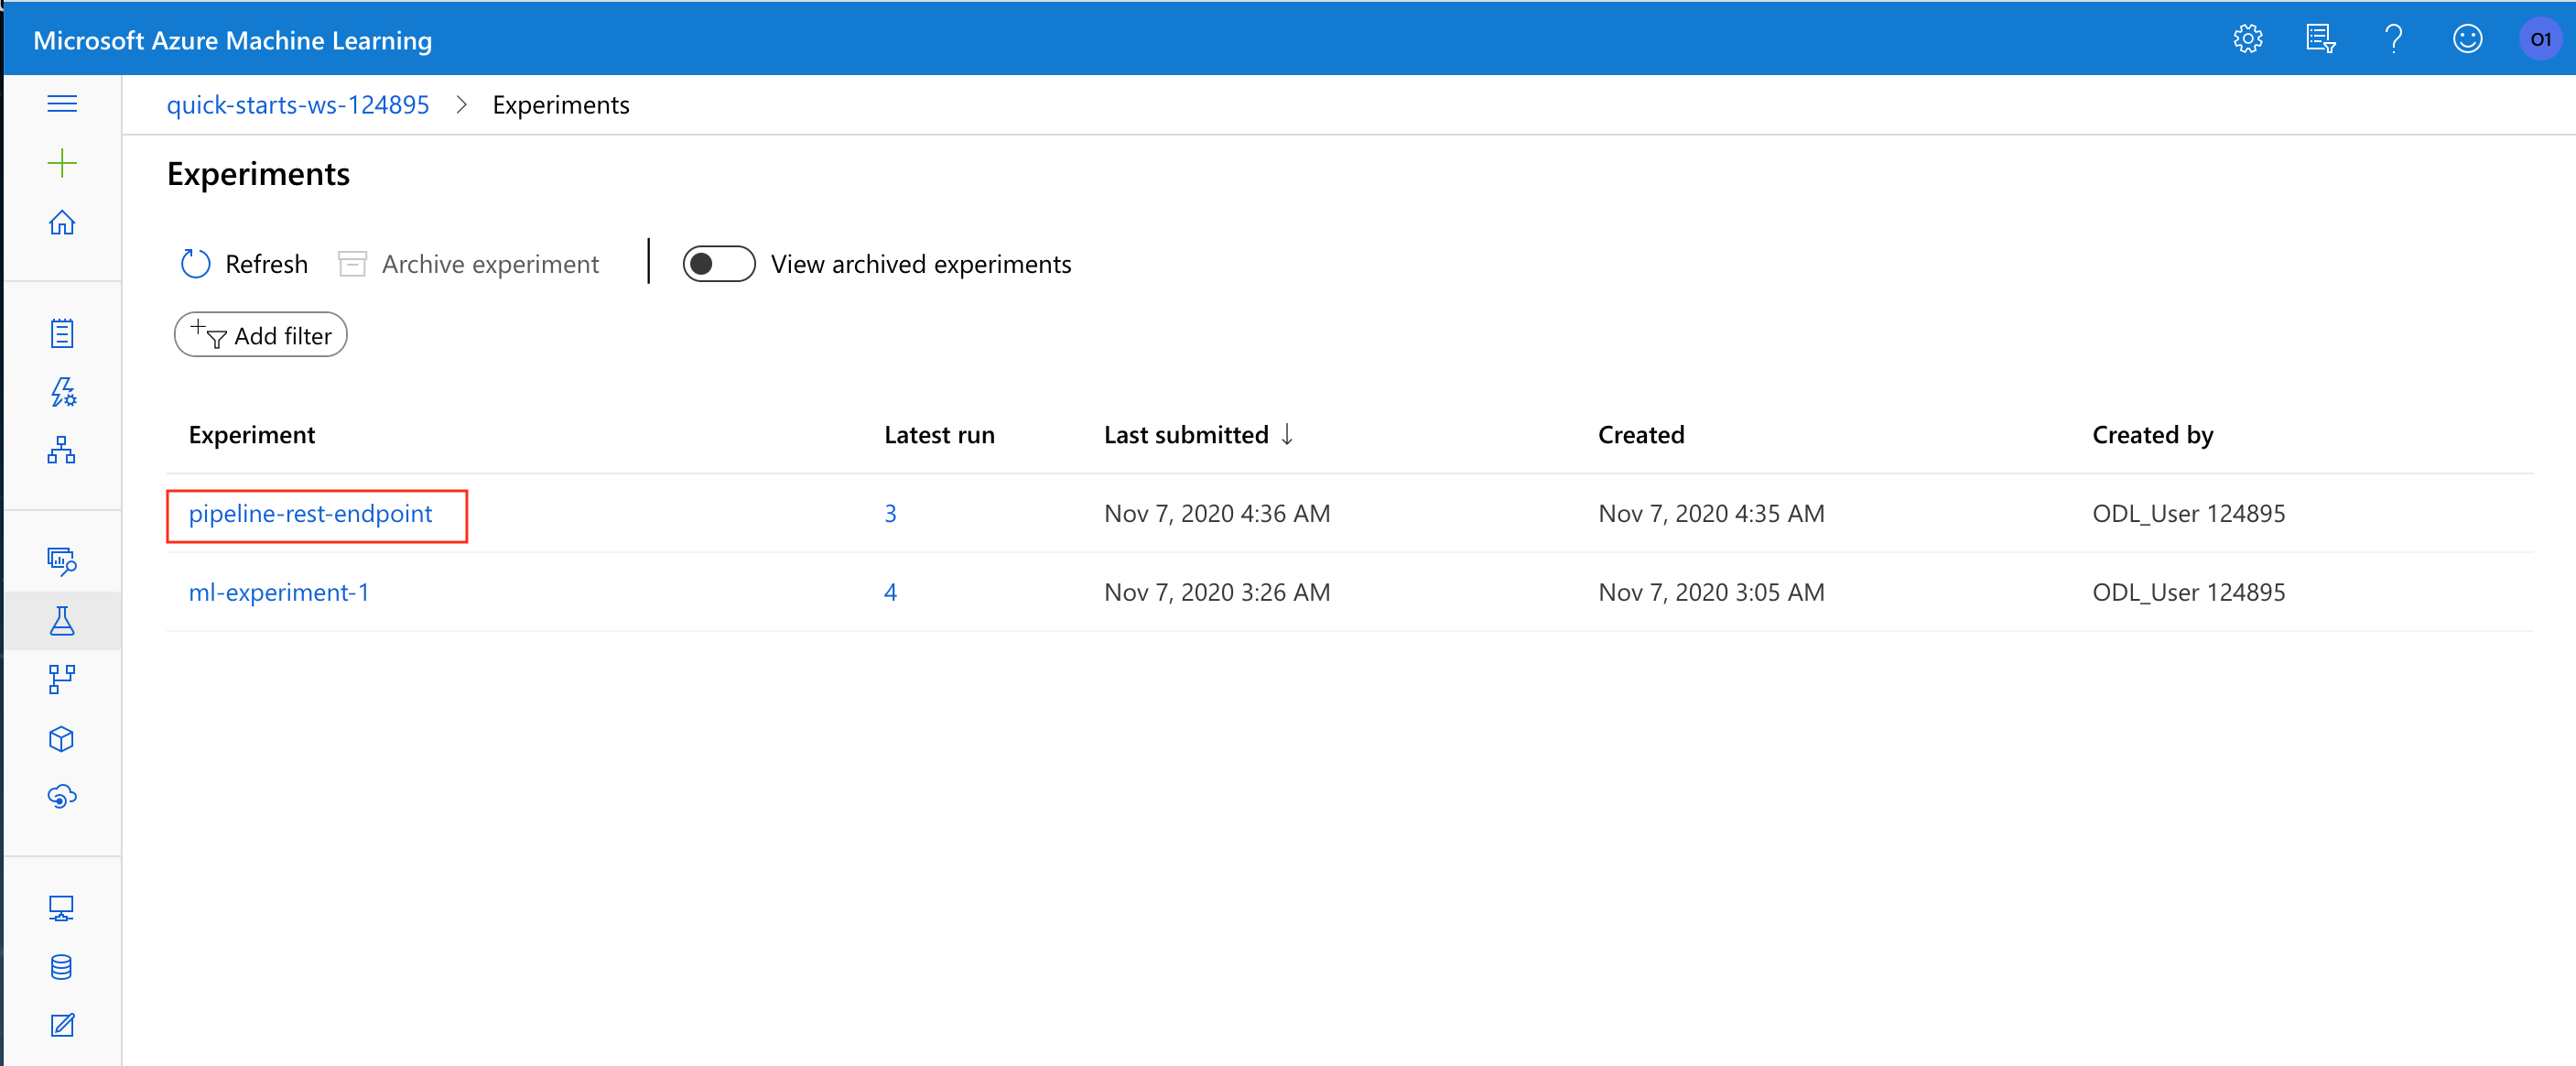 Microsoft Azure Machine Learning
O1
quick-starts-ws-124895 > Experiments
Experiments
Refresh Archive experiment View archived experiments
Add filter
Experiment Latest run Last submitted ↓ Created Created by
pipeline-rest-endpoint 3 Nov 7, 2020 4:36 AM Nov 7, 2020 4:35 AM ODL_User 124895
ml-experiment-1 4 Nov 7, 2020 3:26 AM Nov 7, 2020 3:05 AM ODL_User 124895